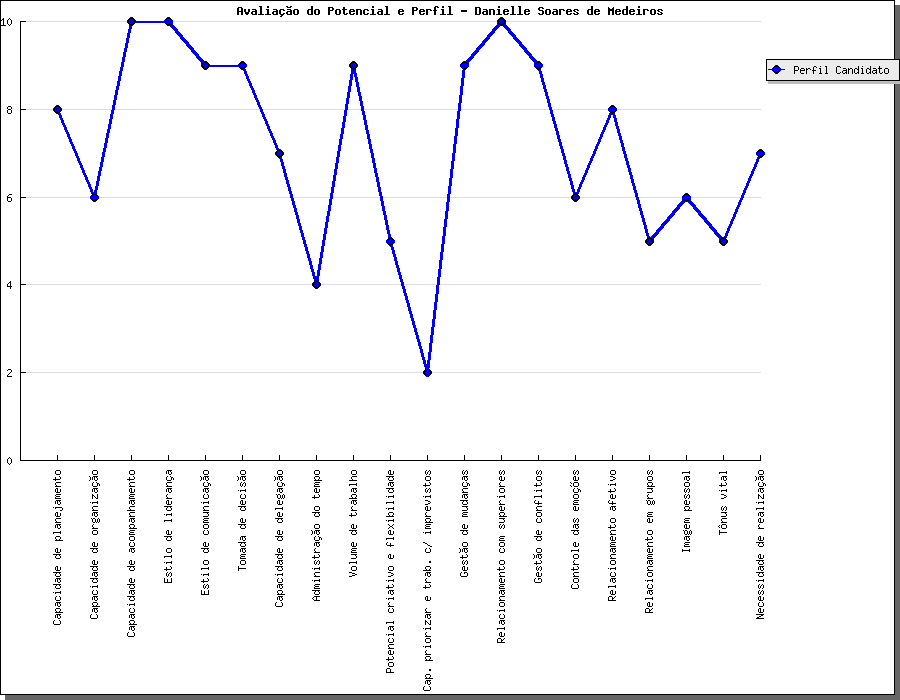 Avaliação do Potencial e Perfil - Danielle Soares de Medeiros
10
8
6
4
2
0
Perfil Candidato
Capacidade de planejamento
Capacidade de organização
Capacidade de acompanhamento
Estilo de liderança
Estilo de comunicação
Tomada de decisão
Capacidade de delegação
Administração do tempo
Volume de trabalho
Potencial criativo e flexibilidade
Cap. priorizar e trab. c/ imprevistos
Gestão de mudanças
Relacionamento com superiores
Gestão de conflitos
Controle das emoções
Relacionamento afetivo
Relacionamento em grupos
Imagem pessoal
Tônus vital
Necessidade de realização